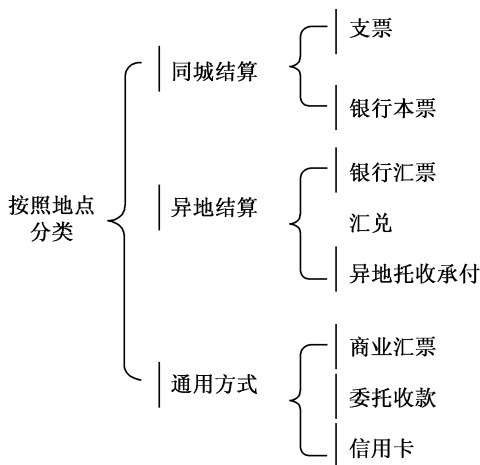 按照地点
分类
同城结算
支票
银行本票
异地结算
银行汇票
汇兑
异地托收承付
通用方式
商业汇票
委托收款
信用卡